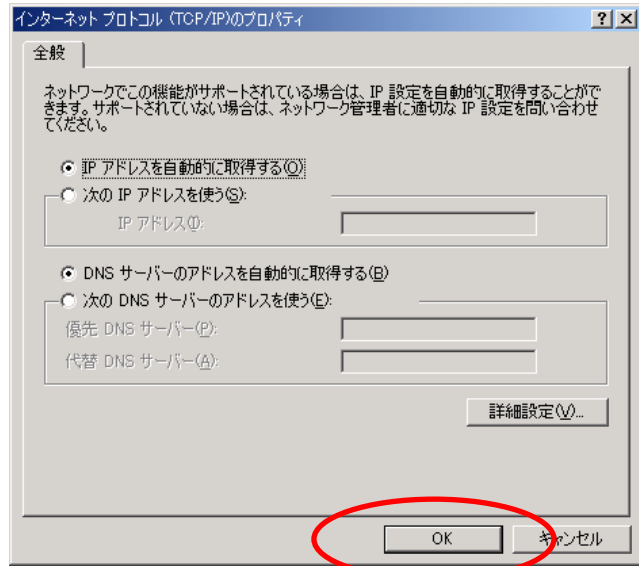 インターネット プロトコル (TCP/IP)のプロパティ
全般
ネットワークでこの機能がサポートされている場合は、IP 設定を自動的に取得することがで
きます。サポートされていない場合は、ネットワーク管理者に適切な IP 設定を問い合わせ
てください。
IP アドレスを自動的に取得する(O)
次の IP アドレスを使う(S):
IP アドレス(I):
DNS サーバーのアドレスを自動的に取得する(B)
次の DNS サーバーのアドレスを使う(E):
優先 DNS サーバー(P):
代替 DNS サーバー(A):
詳細設定(V)...
OK
キャンセル